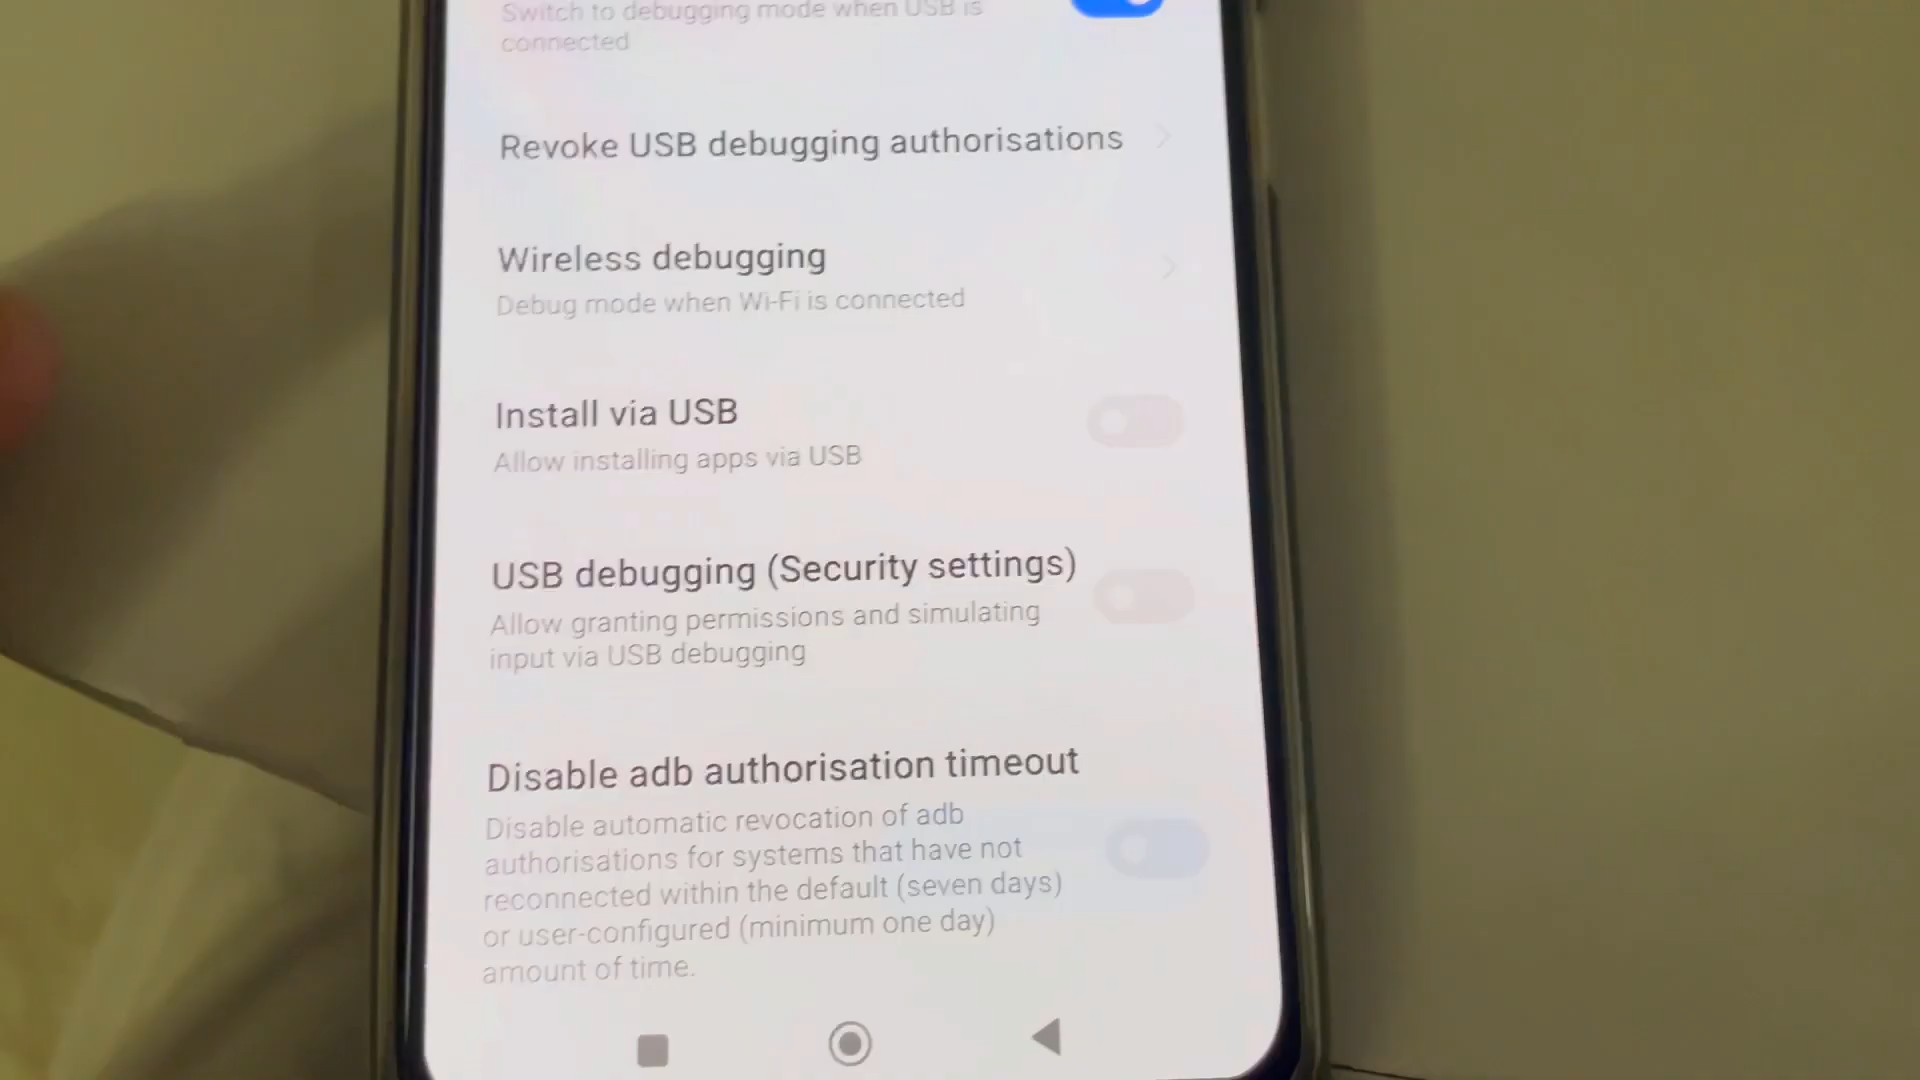 Switch to debugging mode when USB is
connected
Revoke USB debugging authorisations
Wireless debugging
Debug mode when Wi-Fi is connected
Install via USB
Allow installing apps via USB
USB debugging (Security settings)
Allow granting permissions and simulating
input via USB debugging
Disable adb authorisation timeout
Disable automatic revocation of adb
authorisations for systems that have not
reconnected within the default (seven days)
or user-configured (minimum one day)
amount of time.